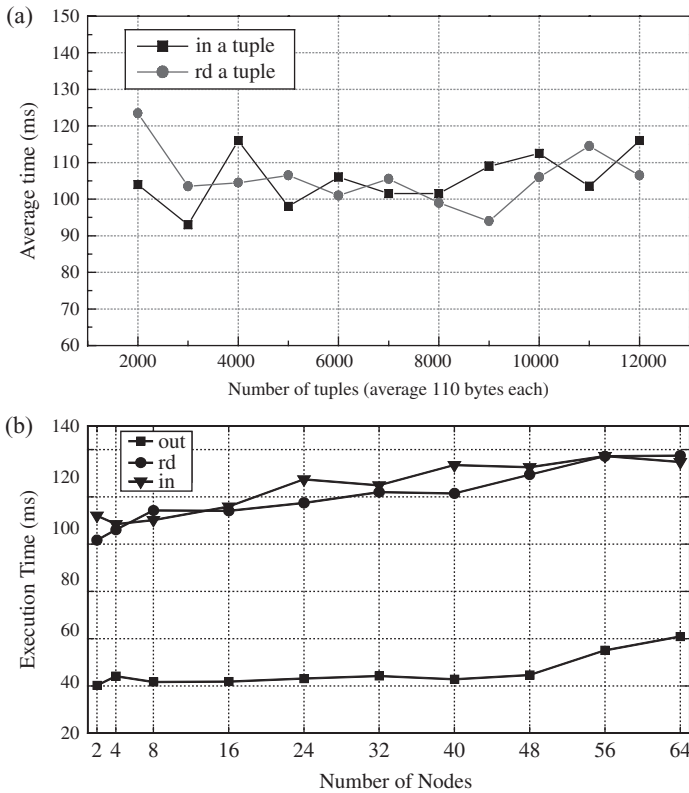 (a)
150
140
130
120
110
100
90
80
70
60
Average time (ms)
in a tuple
rd a tuple
2000 4000 6000 8000 10000 12000
Number of tuples (average 110 bytes each)
(b)
140
120
100
80
60
40
20
Execution Time (ms)
out
rd
in
2 4 8 16 24 32 40 48 56 64
Number of Nodes